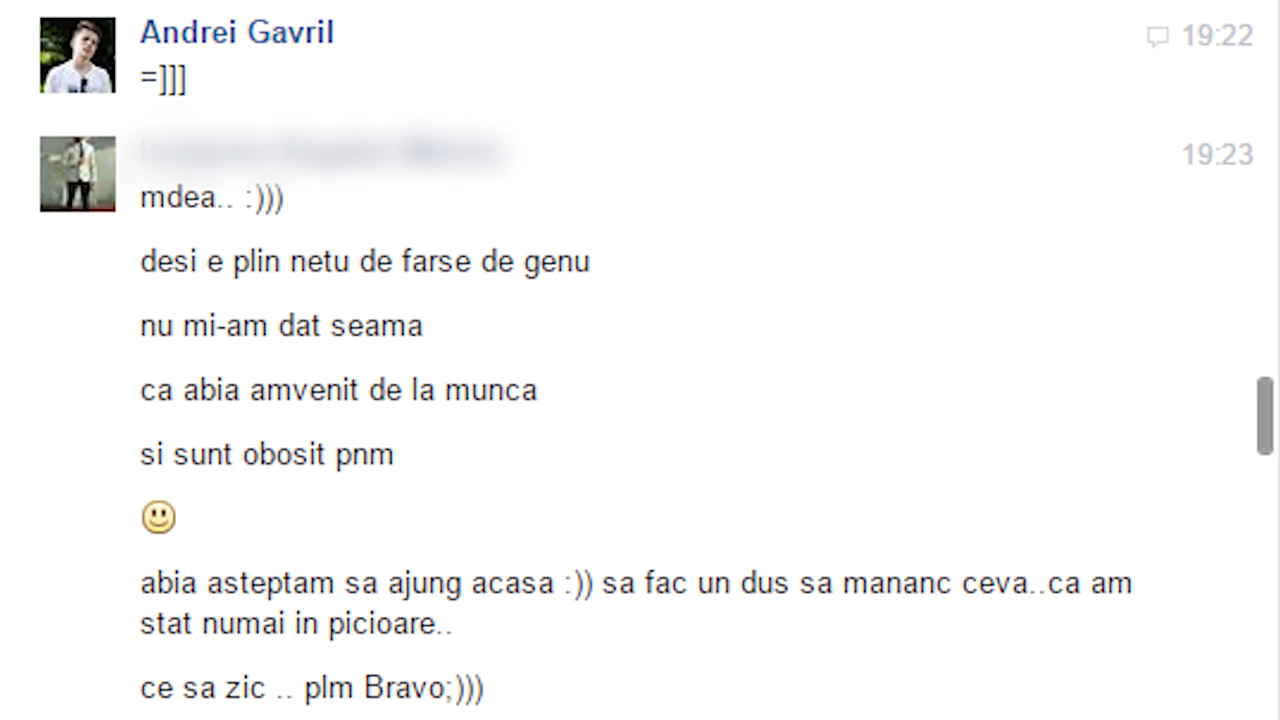 Andrei Gavril
19:22
=]]]
19:23
mdea.. :)))
desi e plin netu de farse de genu
nu mi-am dat seama
ca abia amvenit de la munca
si sunt obosit pnm
abia asteptam sa ajung acasa :)) sa fac un dus sa mananc ceva..ca am
stat numai in picioare..
ce sa zic .. plm Bravo;)))